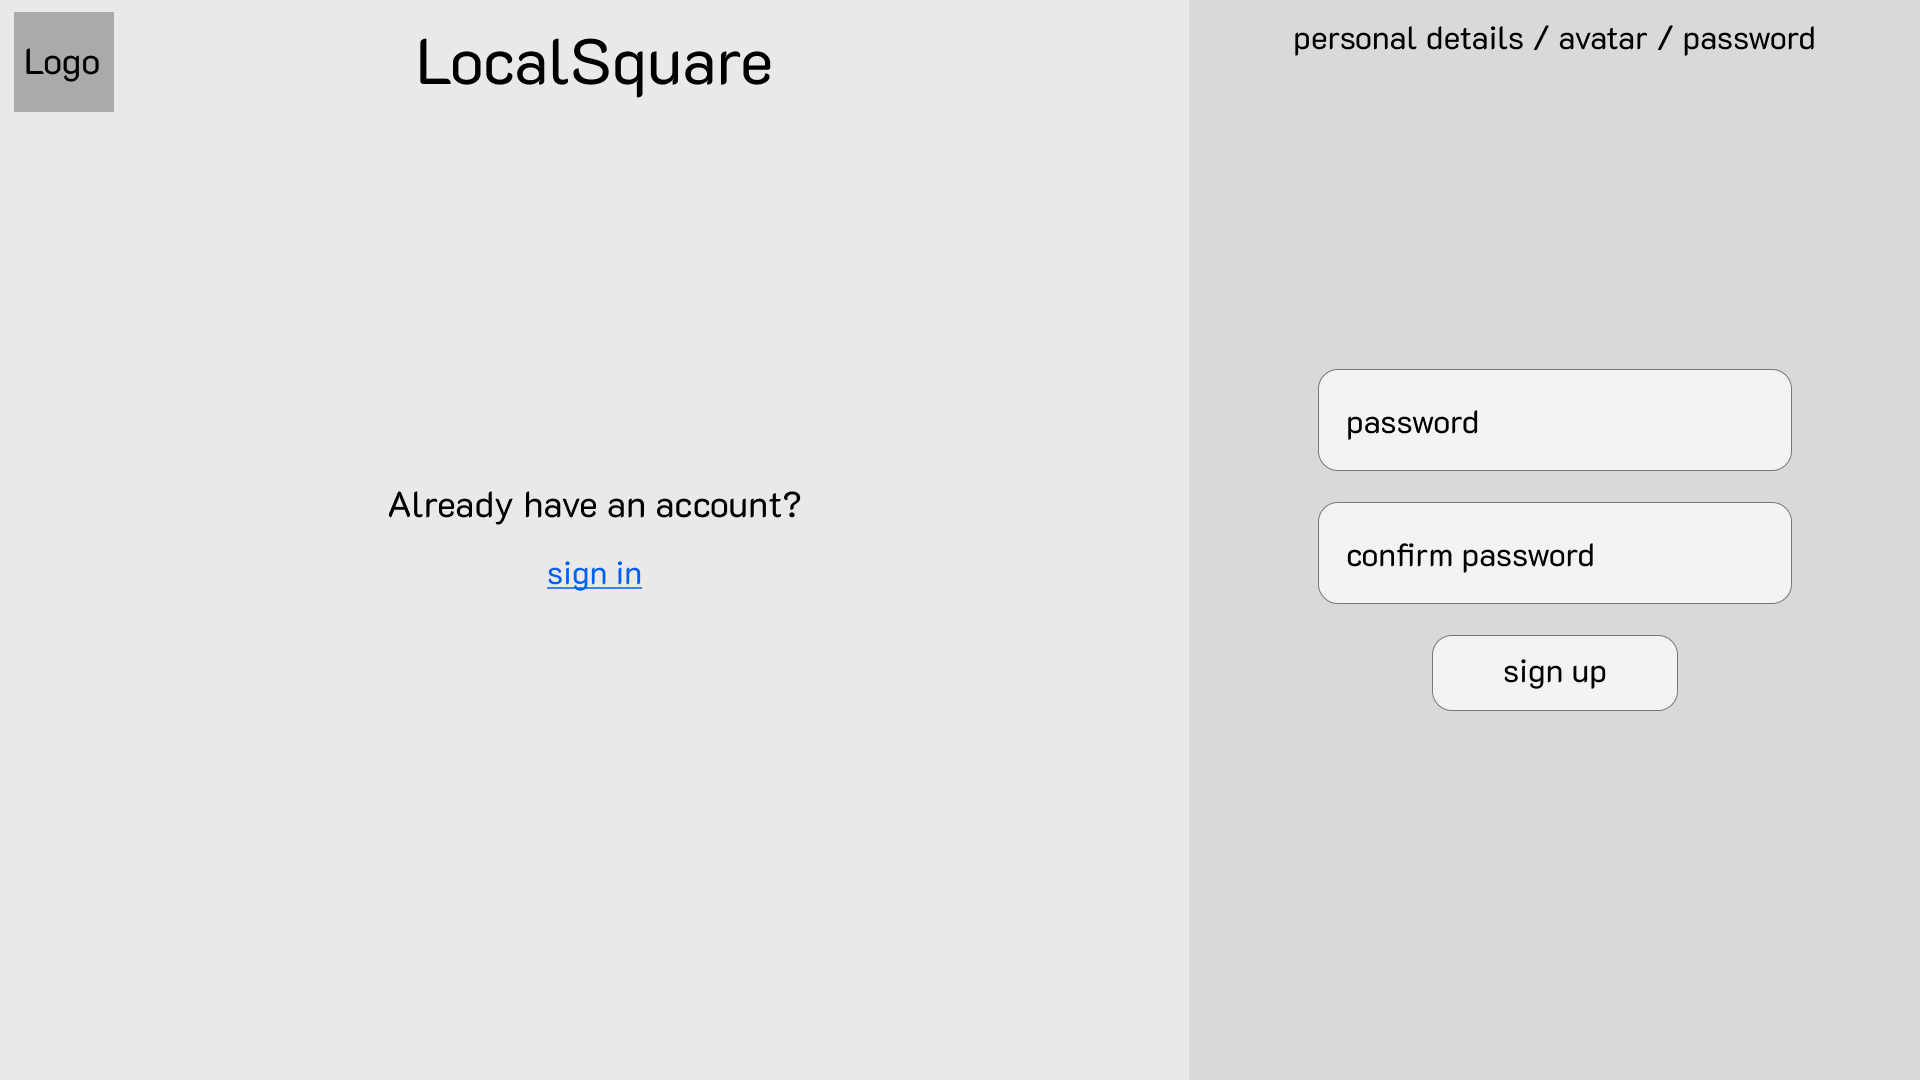 Logo
LocalSquare
Already have an account?
sign in
personal details / avatar / password
password
confirm password
sign up